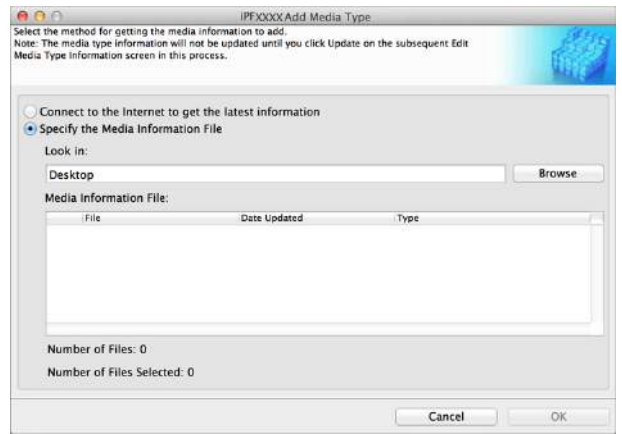 iPFXXXX Add Media Type
Select the method for getting the media information to add.
Note: The media type information will not be updated until you click Update on the subsequent Edit
Media Type Information screen in this process.
Connect to the Internet to get the latest information
Specify the Media Information File
Look in:
Desktop Browse
Media Information File:
File Date Updated Type
Number of Files: 0
Number of Files Selected: 0
Cancel OK